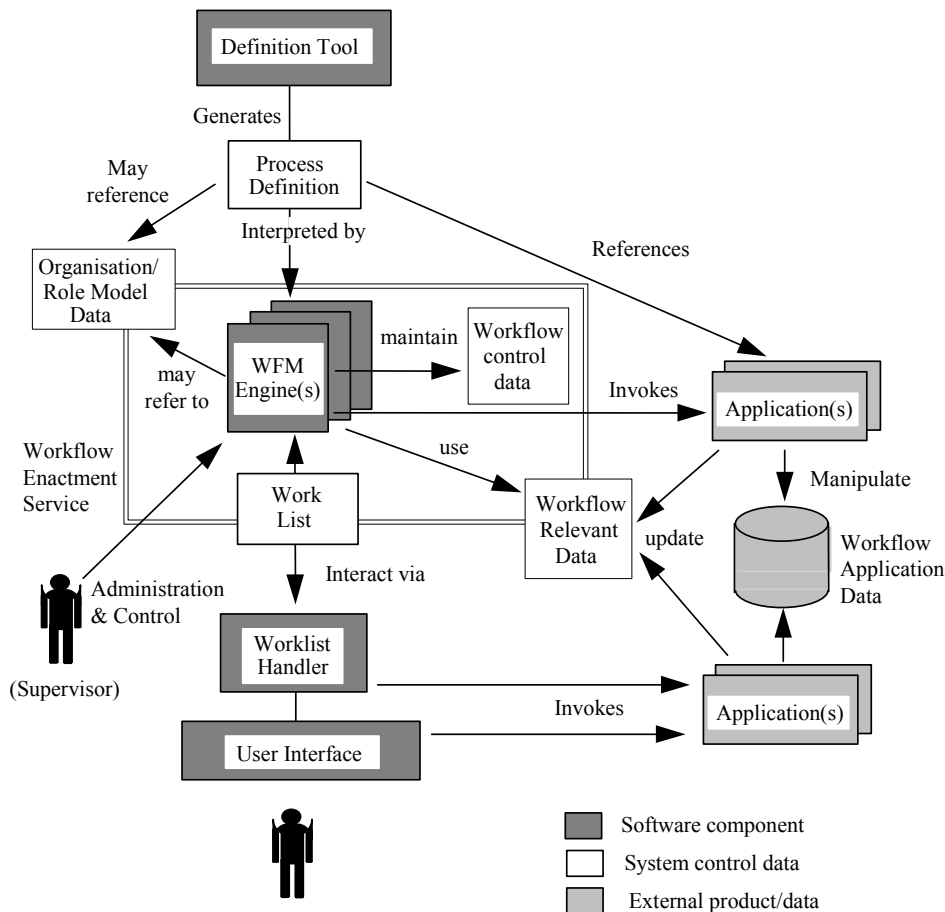 Definition Tool
Generates
Process
Definition
May
reference
Interpreted by
References
Organisation/
Role Model
Data
WFM
Engine(s)
maintain
Workflow
control
data
may
refer to
Invokes
Application(s)
Workflow
Enactment
Service
use
Work
List
Workflow
Relevant
Data
update
Manipulate
Workflow
Application
Data
Interact via
Administration
& Control
(Supervisor)
Worklist
Handler
Invokes
Application(s)
User Interface
Software component
System control data
External product/data